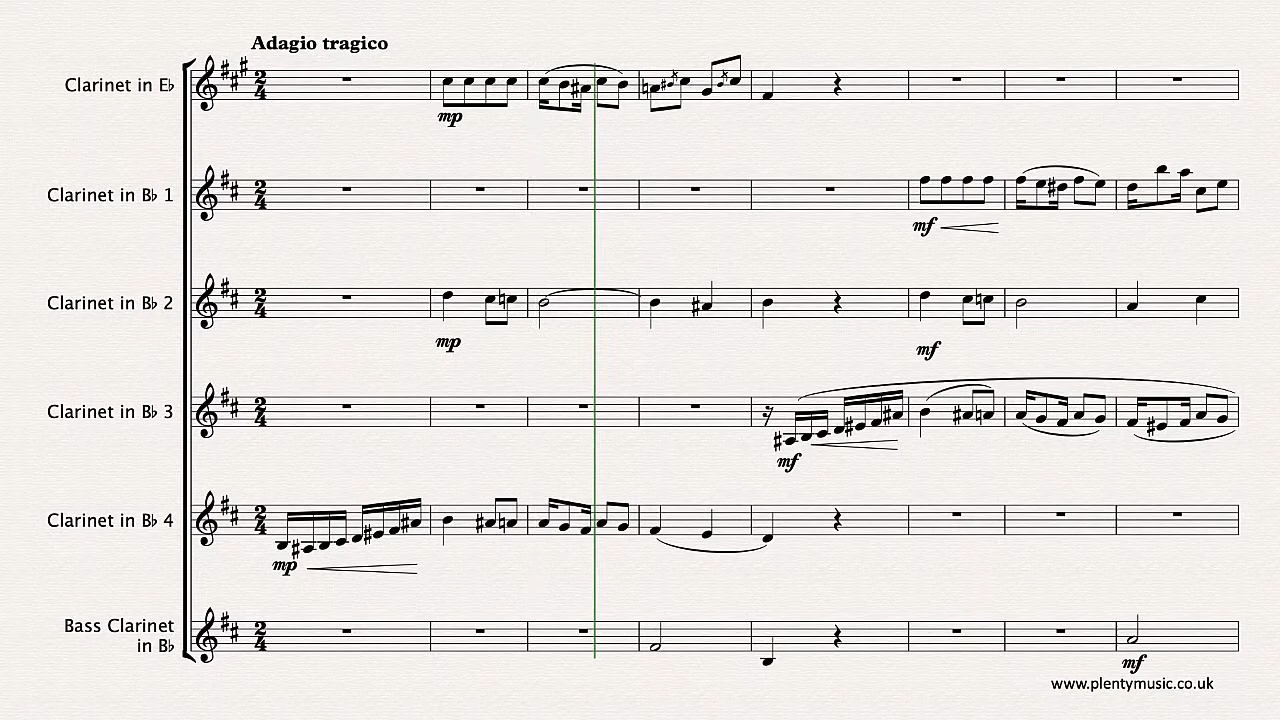 Adagio tragico
Clarinet in E♭
mp
Clarinet in B♭ 1
mf
Clarinet in B♭ 2
mp
mf
Clarinet in B♭ 3
mf
Clarinet in B♭ 4
mp
Bass Clarinet
in B♭
mf
www.plentymusic.co.uk